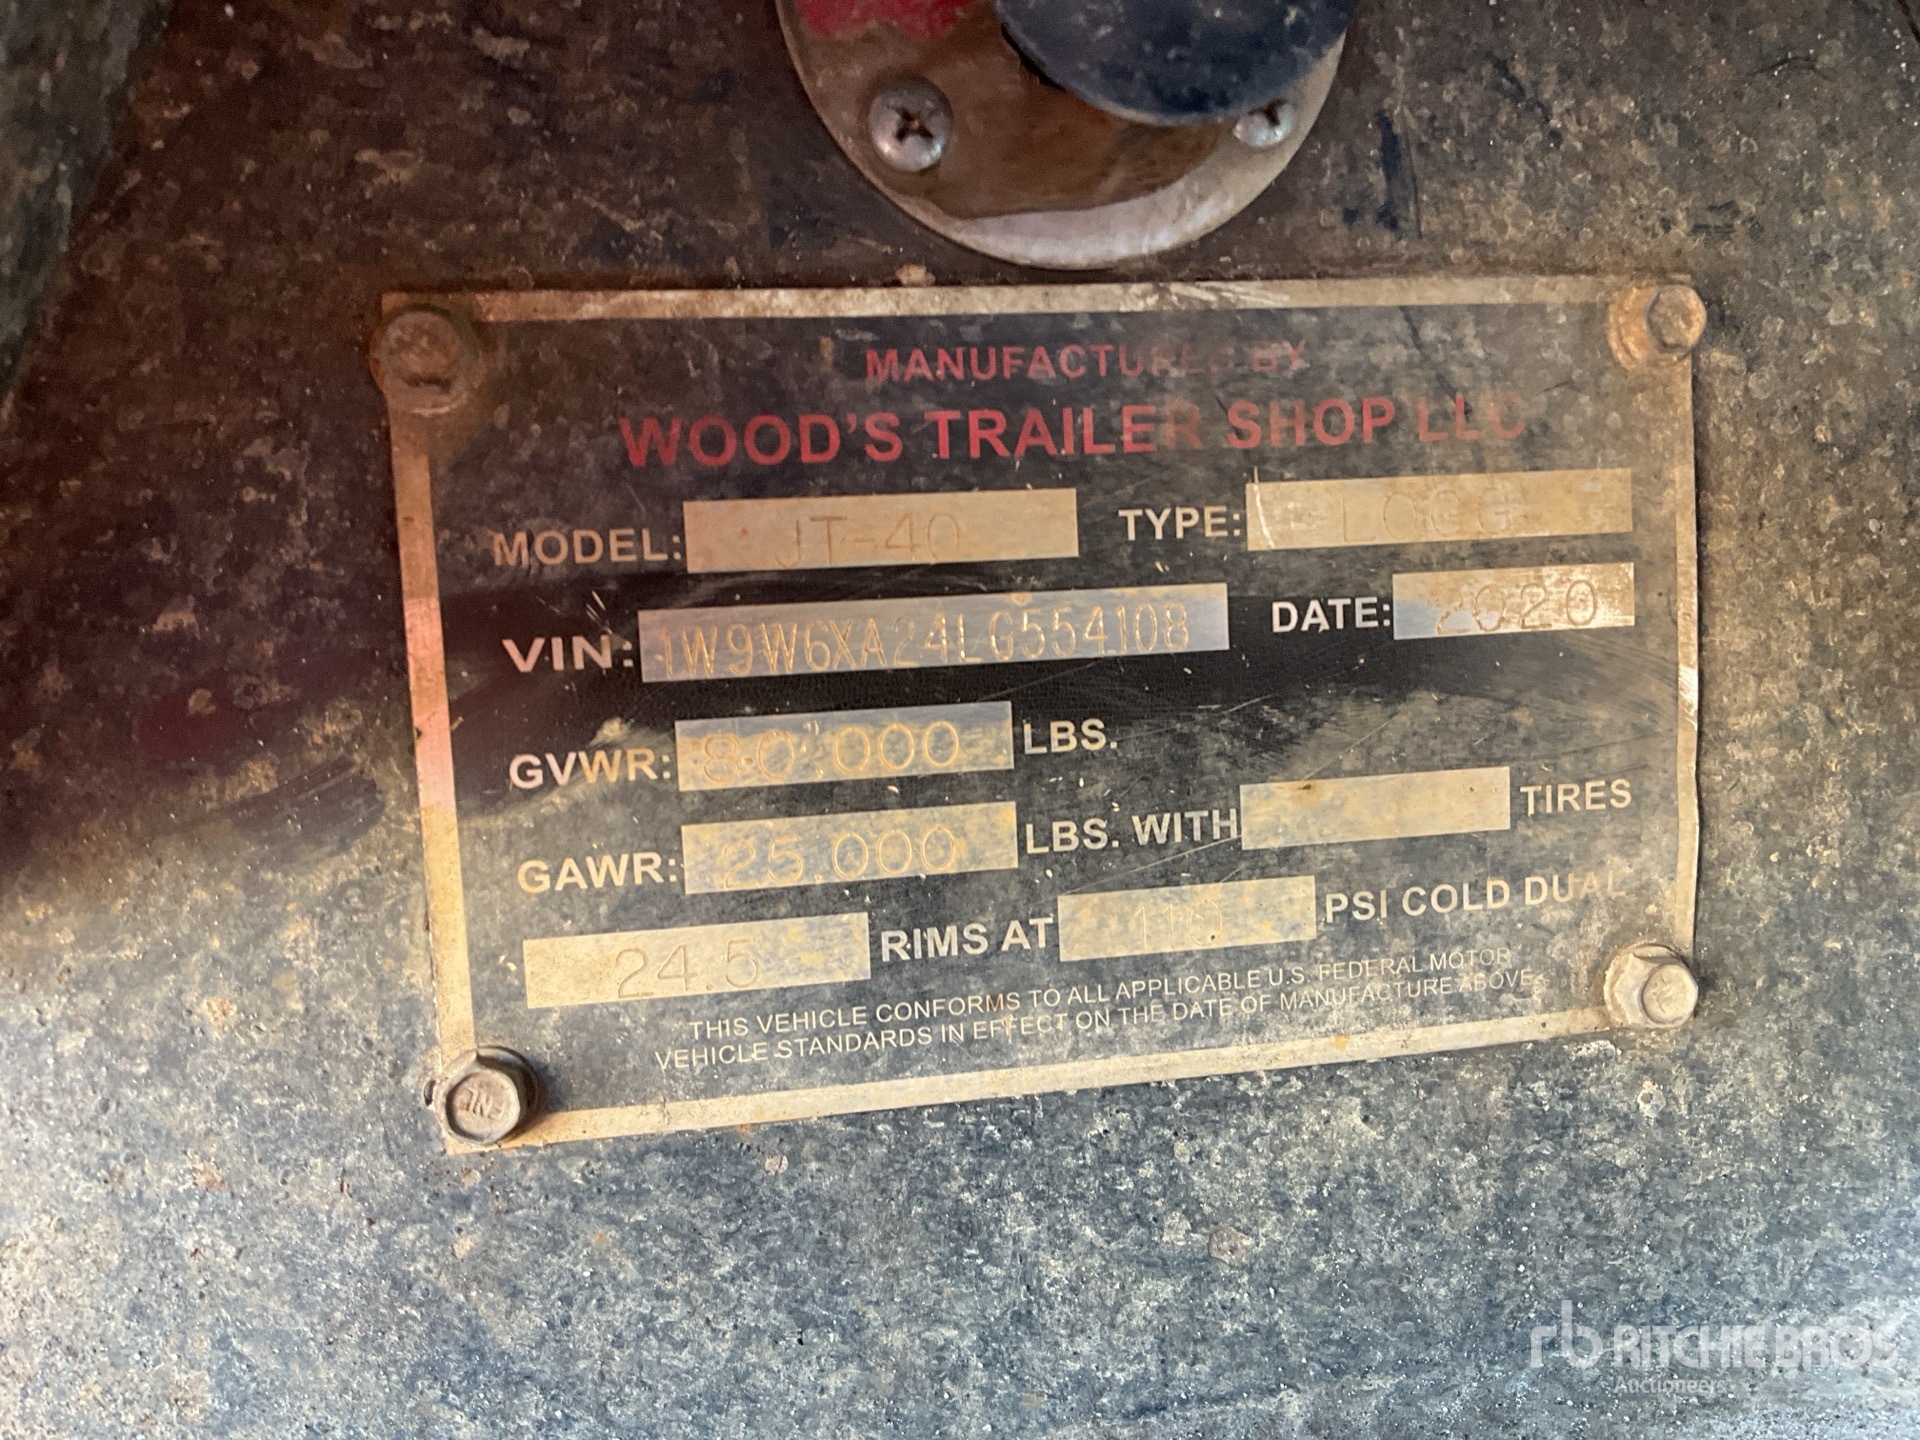 MANUFACTURED BY
WOOD'S TRAILER SHOP LLC
MODEL: JT-40 TYPE: LOGG
VIN: 1W9W6XA24LG554108 DATE: 2020
GVWR: 80,000 LBS.
GAWR: 25.000 LBS. WITH TIRES
24.5 RIMS AT 110 PSI COLD DUAL
THIS VEHICLE CONFORMS TO ALL APPLICABLE U.S. FEDERAL MOTOR
VEHICLE STANDARDS IN EFFECT ON THE DATE OF MANUFACTURE ABOVE.
rb RITCHIE BROS
Auctioneers